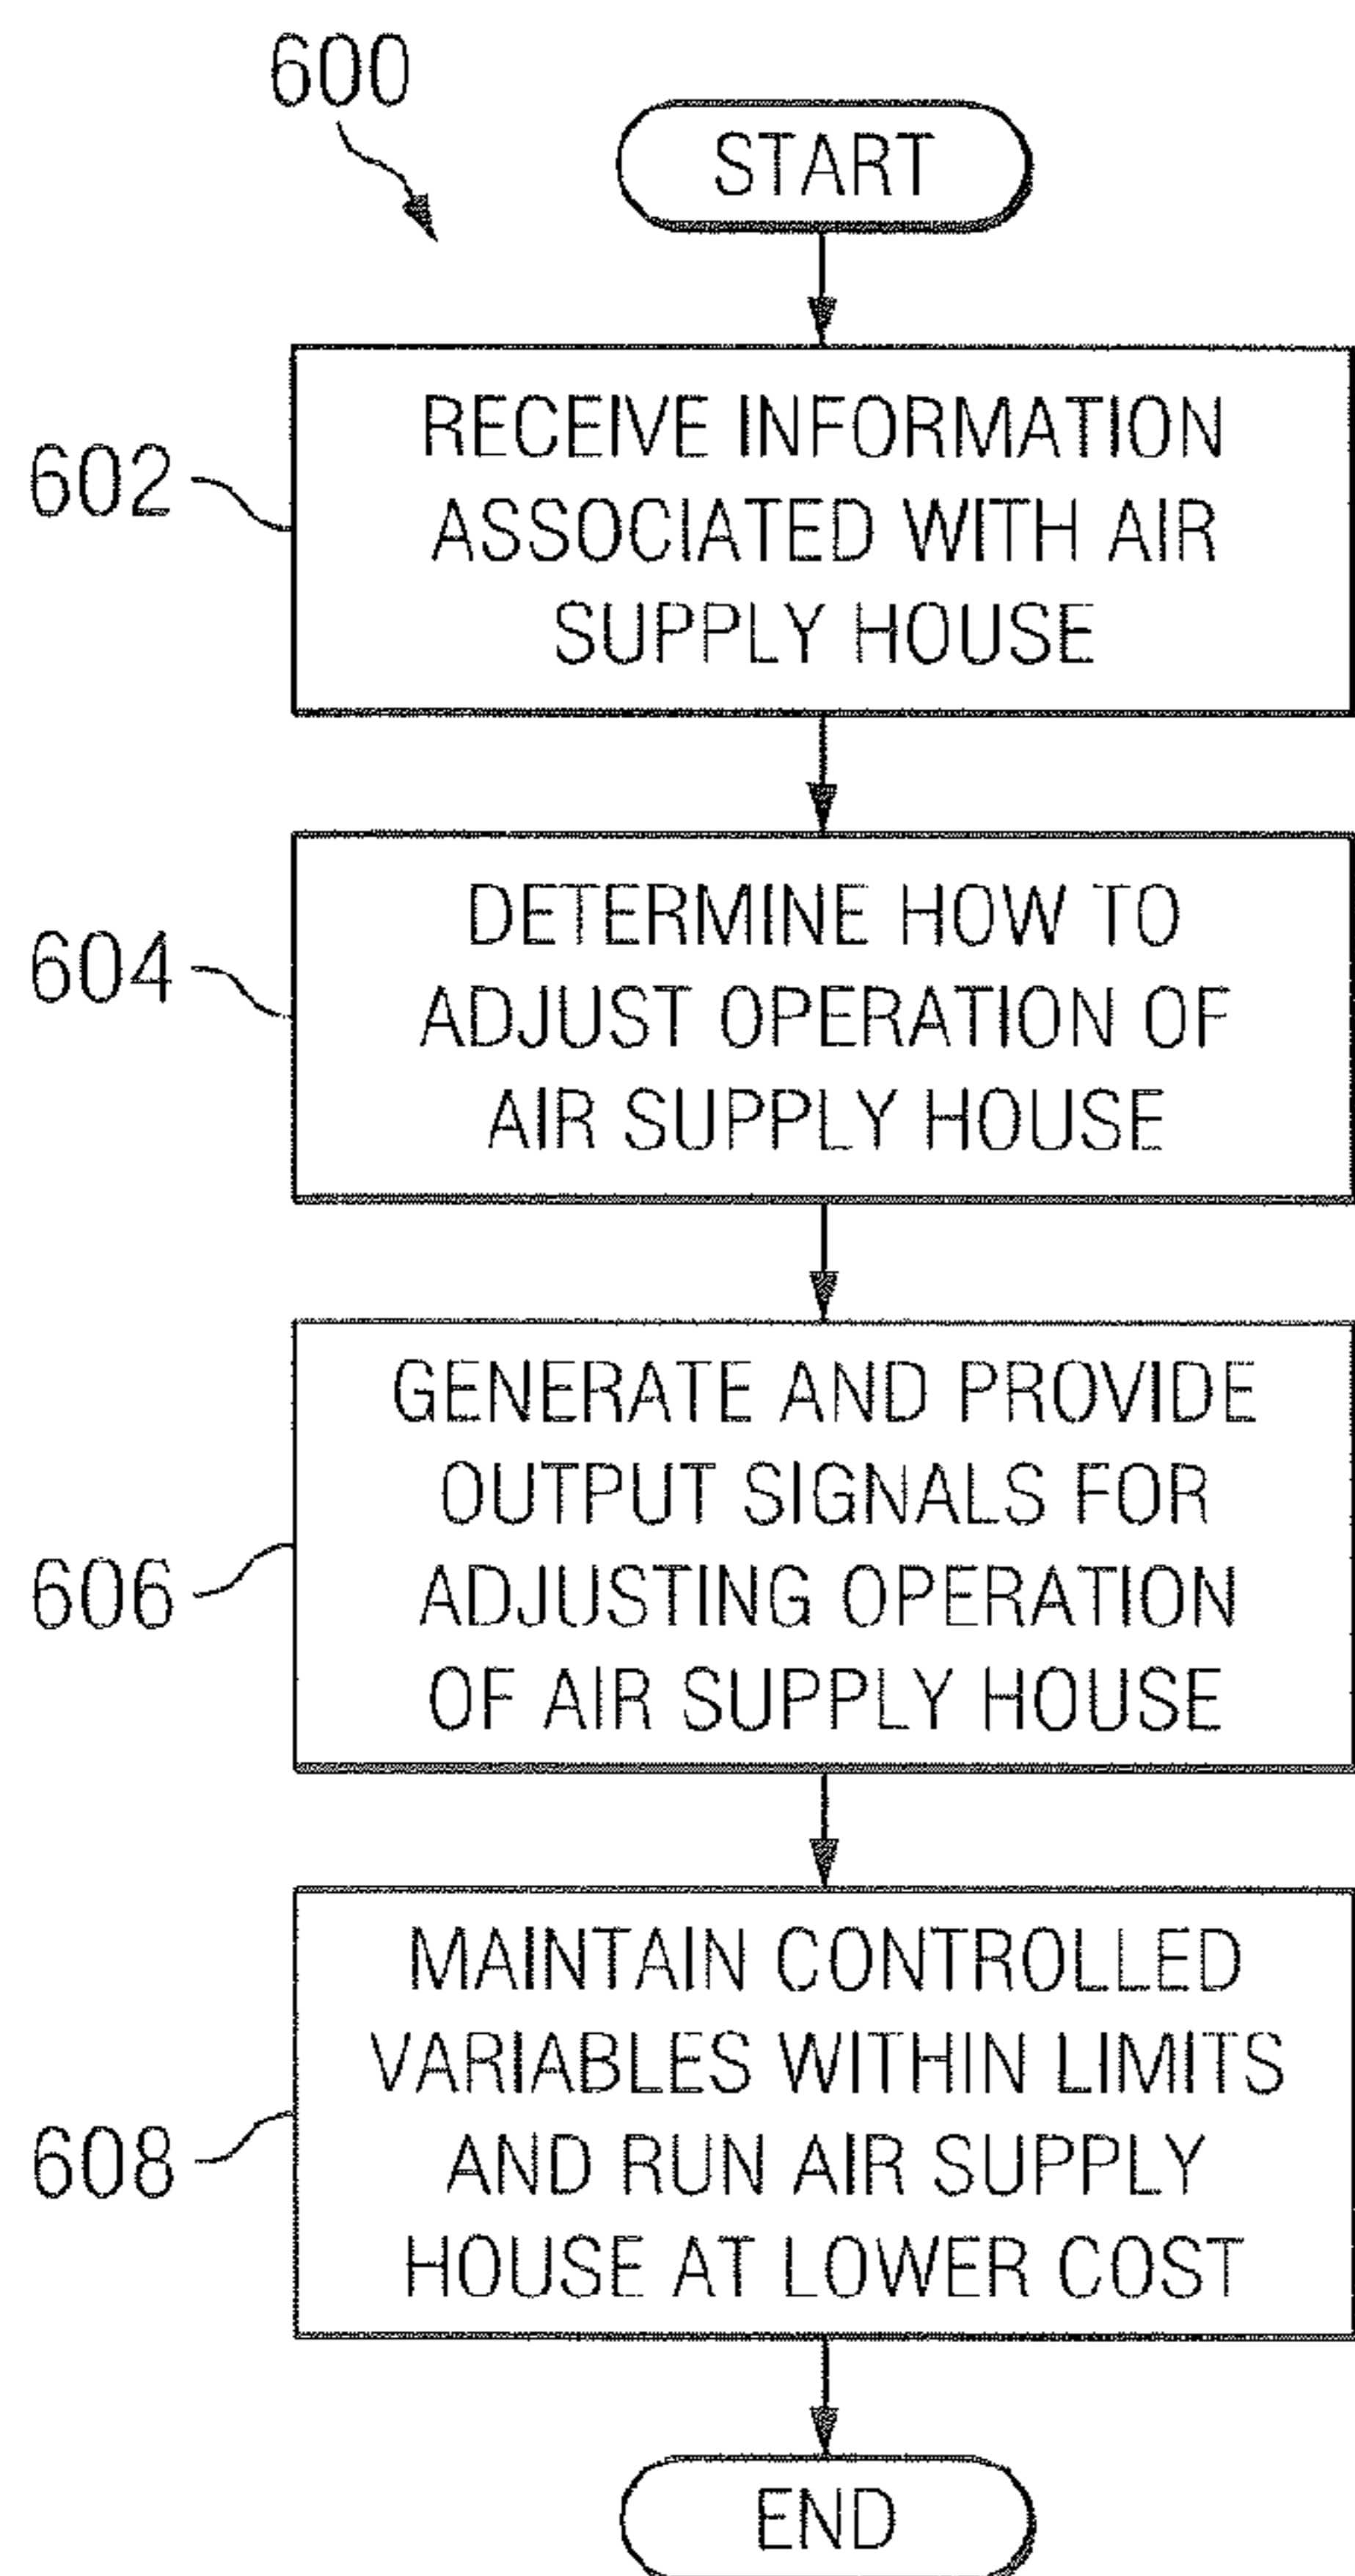 600
START
602
RECEIVE INFORMATION
ASSOCIATED WITH AIR
SUPPLY HOUSE
604
DETERMINE HOW TO
ADJUST OPERATION OF
AIR SUPPLY HOUSE
606
GENERATE AND PROVIDE
OUTPUT SIGNALS FOR
ADJUSTING OPERATION
OF AIR SUPPLY HOUSE
608
MAINTAIN CONTROLLED
VARIABLES WITHIN LIMITS
AND RUN AIR SUPPLY
HOUSE AT LOWER COST
END